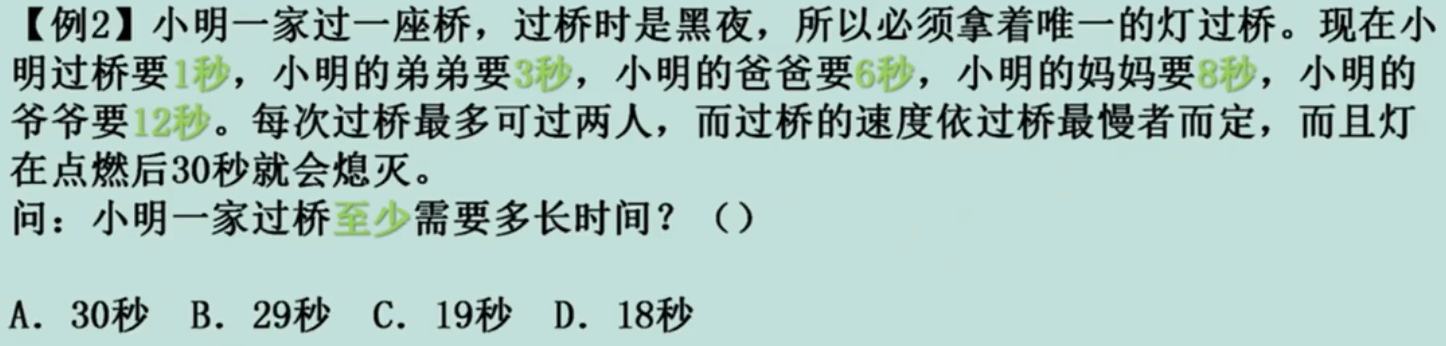 【例2】小明一家过一座桥，过桥时是黑夜，所以必须拿着唯一的灯过桥。现在小
明过桥要1秒，小明的弟弟要3秒，小明的爸爸要6秒，小明的妈妈要8秒，小明的
爷爷要12秒。每次过桥最多可过两人，而过桥的速度依过桥最慢者而定，而且灯
在点燃后30秒就会熄灭。
问：小明一家过桥至少需要多长时间？（）
A. 30秒 B. 29秒 C. 19秒 D. 18秒